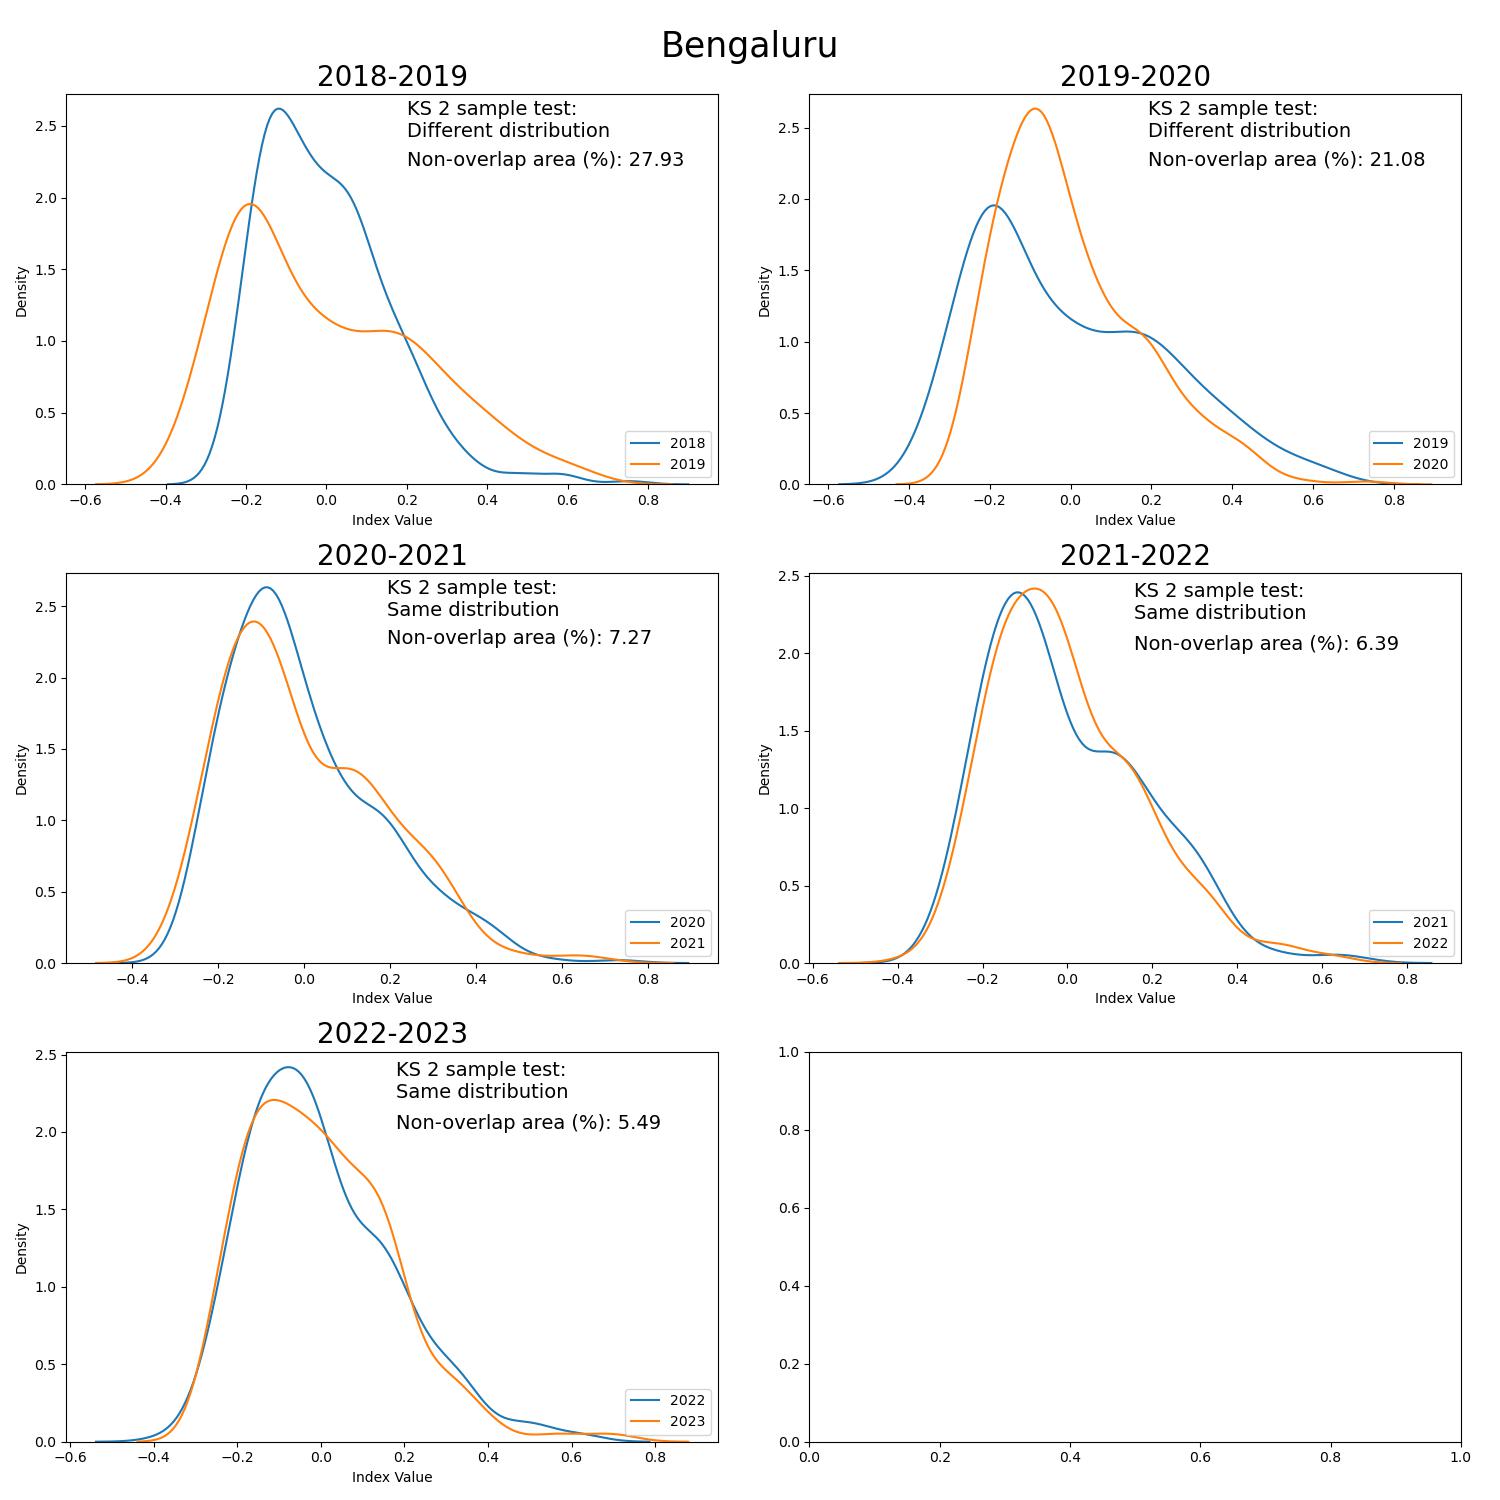 Bengaluru
2018-2019
KS 2 sample test:
Different distribution
Non-overlap area (%): 27.93
Density
2.5
2.0
1.5
1.0
0.5
0.0
−0.6 −0.4 −0.2 0.0 0.2 0.4 0.6 0.8
Index Value
2018
2019
2019-2020
KS 2 sample test:
Different distribution
Non-overlap area (%): 21.08
Density
2.5
2.0
1.5
1.0
0.5
0.0
−0.6 −0.4 −0.2 0.0 0.2 0.4 0.6 0.8
Index Value
2019
2020
2020-2021
KS 2 sample test:
Same distribution
Non-overlap area (%): 7.27
Density
2.5
2.0
1.5
1.0
0.5
0.0
−0.4 −0.2 0.0 0.2 0.4 0.6 0.8
Index Value
2020
2021
2021-2022
KS 2 sample test:
Same distribution
Non-overlap area (%): 6.39
Density
2.5
2.0
1.5
1.0
0.5
0.0
−0.6 −0.4 −0.2 0.0 0.2 0.4 0.6 0.8
Index Value
2021
2022
2022-2023
KS 2 sample test:
Same distribution
Non-overlap area (%): 5.49
Density
2.5
2.0
1.5
1.0
0.5
0.0
−0.6 −0.4 −0.2 0.0 0.2 0.4 0.6 0.8
Index Value
2022
2023
1.0
0.8
0.6
0.4
0.2
0.0
0.0 0.2 0.4 0.6 0.8 1.0